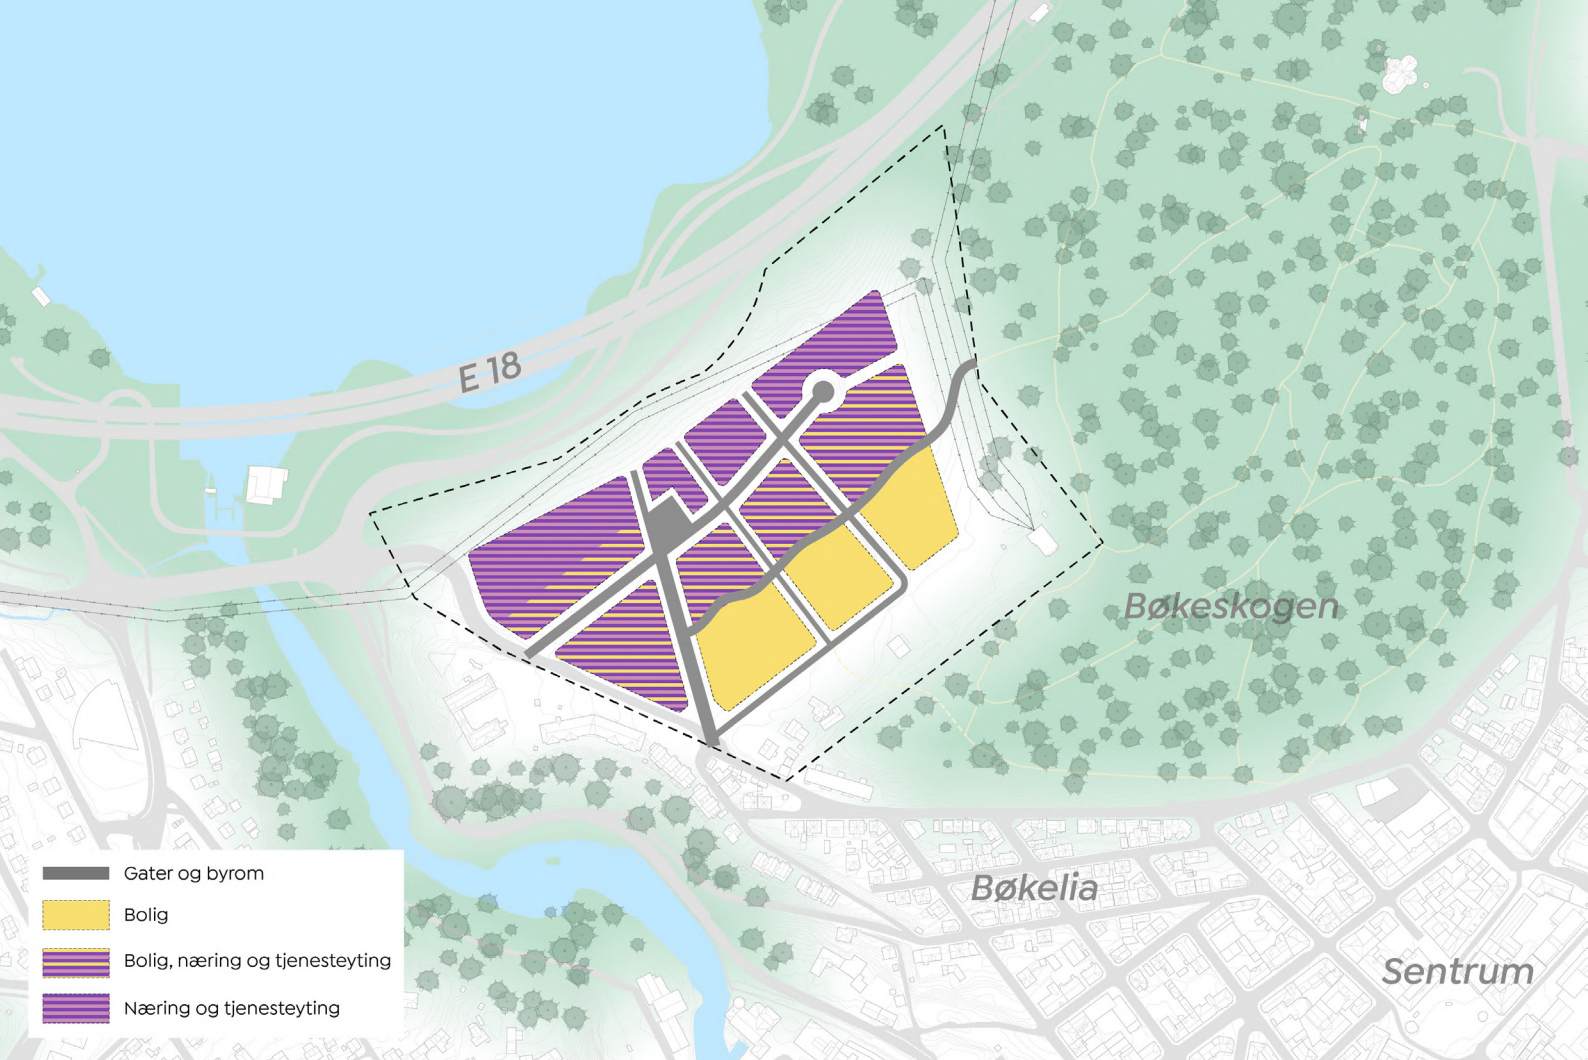 E 18
Bøkeskogen
Bøkelia
Sentrum
Gater og byrom
Bolig
Bolig, næring og tjenesteyting
Næring og tjenesteyting